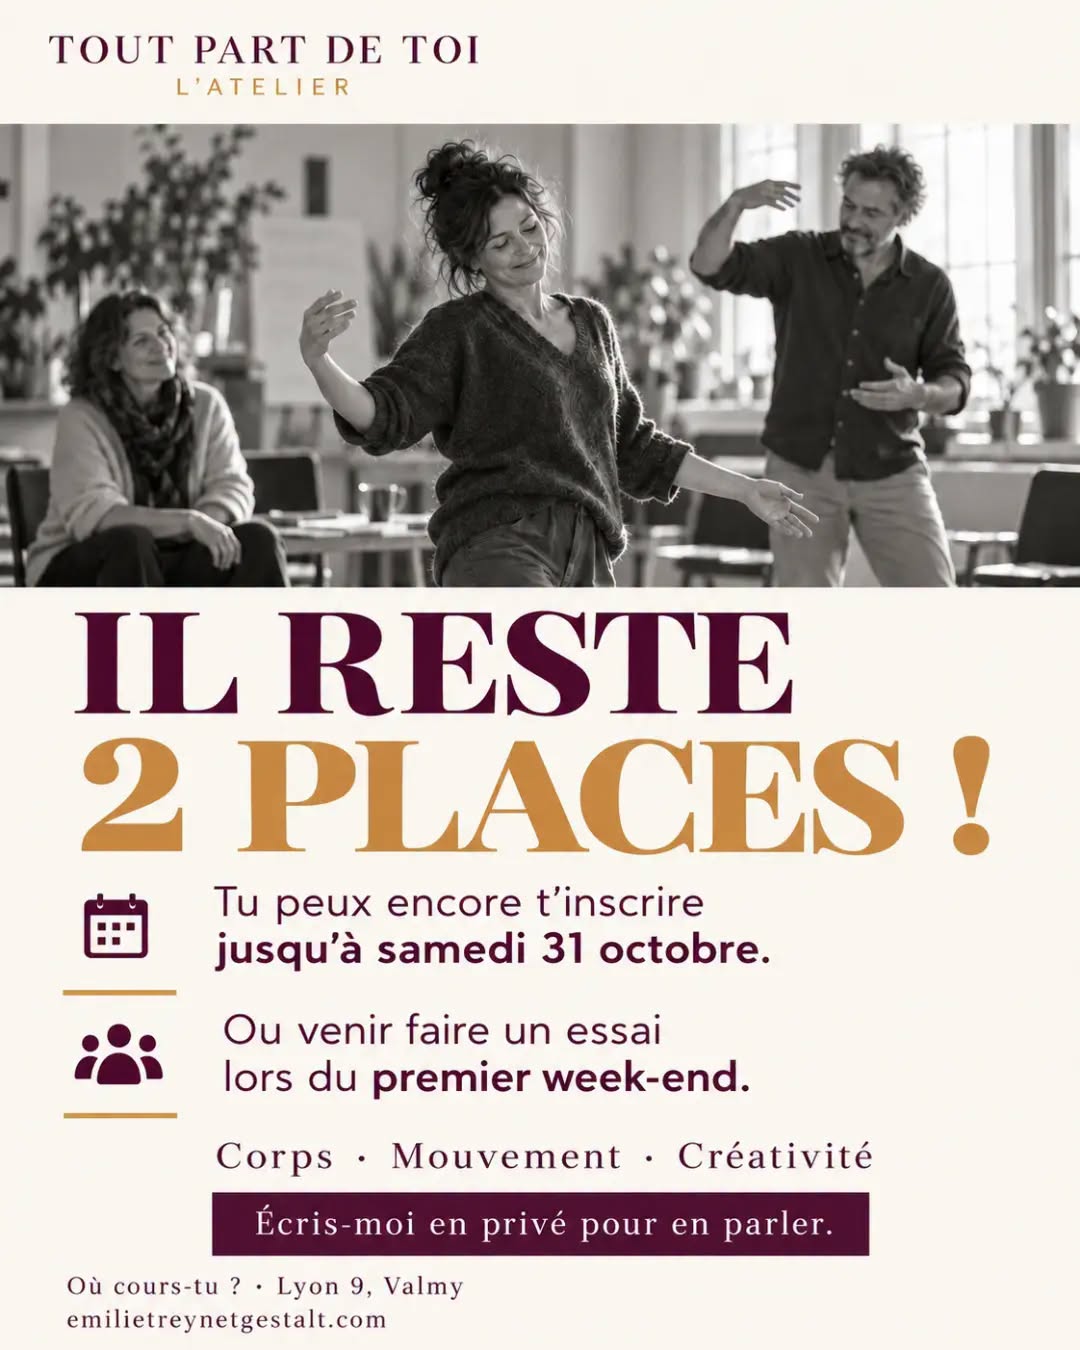 TOUT PART DE TOI
L'ATELIER
IL RESTE
2 PLACES !
Tu peux encore t'inscrire
jusqu'à samedi 31 octobre.
Ou venir faire un essai
lors du premier week-end.
Corps · Mouvement · Créativité
Écris-moi en privé pour en parler.
Où cours-tu ? · Lyon 9, Valmy
emilietreynetgestalt.com